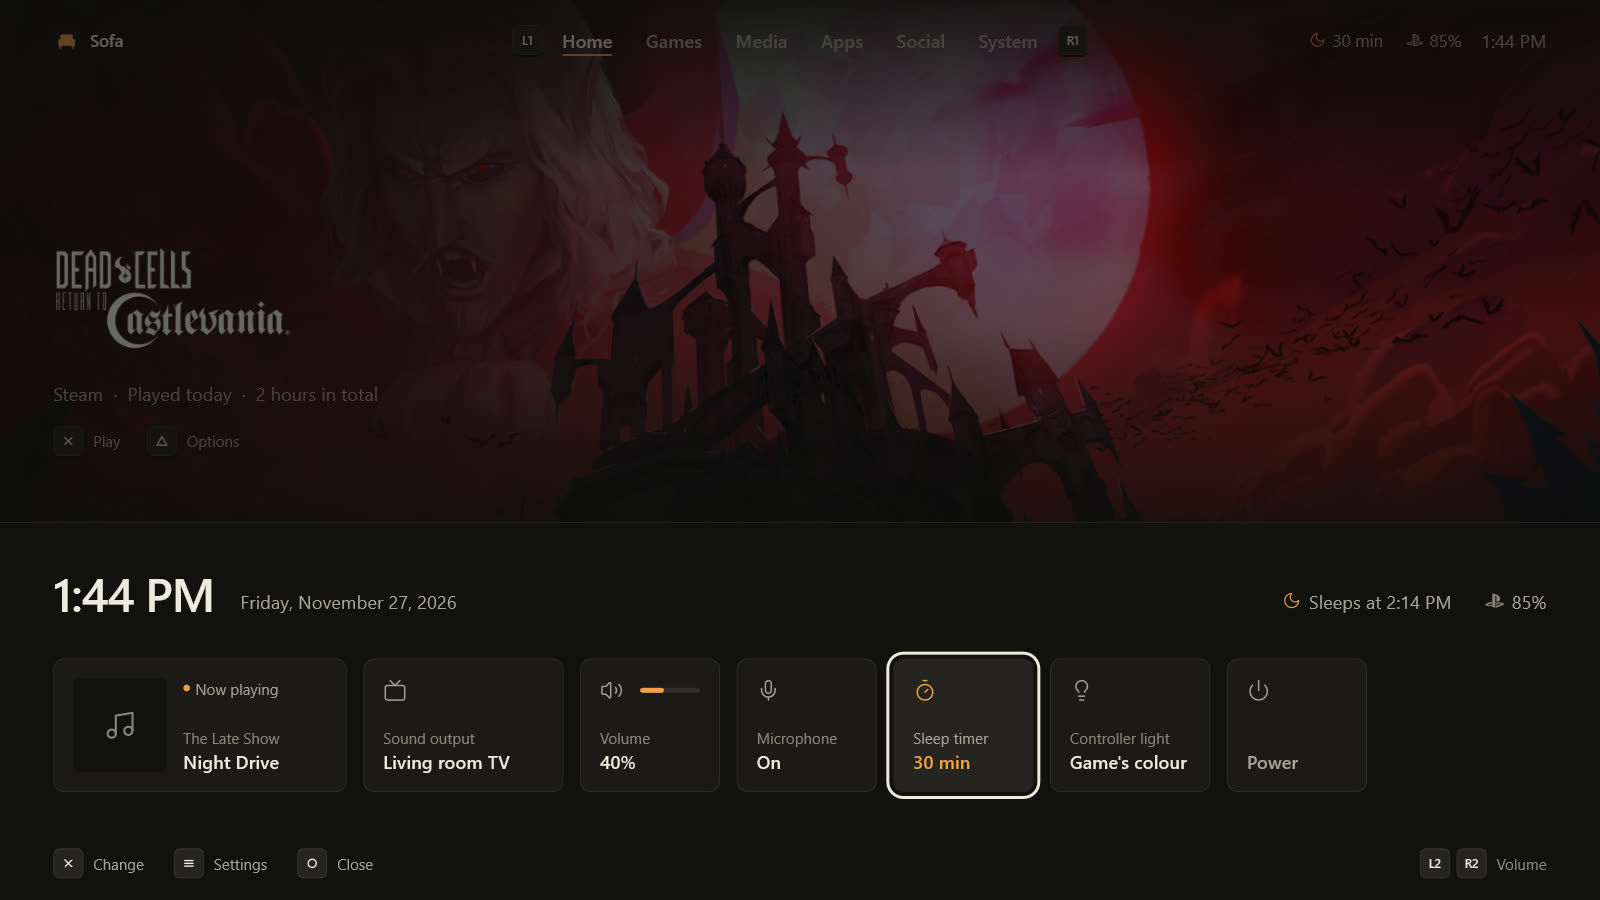 Sofa
L1 Home Games Media Apps Social System R1
30 min 85% 1:44 PM
DEAD CELLS
RETURN TO
Castlevania
Steam · Played today · 2 hours in total
Play Options
1:44 PM Friday, November 27, 2026
Sleeps at 2:14 PM 85%
Now playing
The Late Show
Night Drive
Sound output
Living room TV
Volume
40%
Microphone
On
Sleep timer
30 min
Controller light
Game's colour
Power
Change Settings Close
L2 R2 Volume